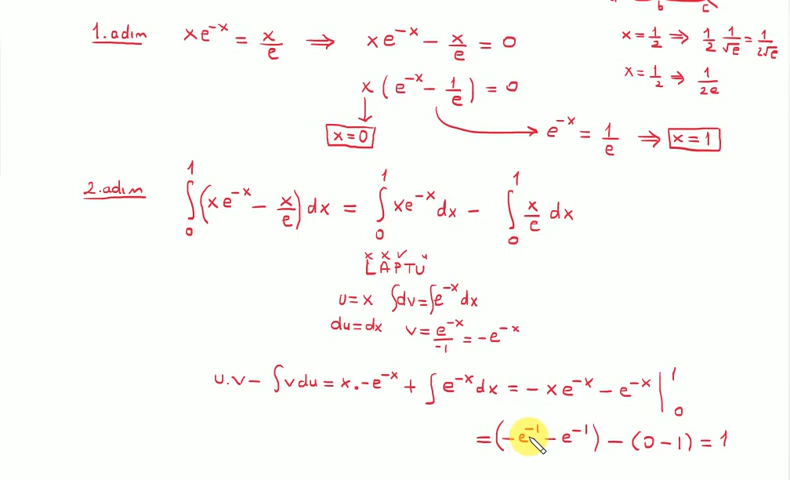 b c
1.adım xe^-x = x/e ⇒ xe^-x - x/e = 0
x = 1/2 ⇒ 1/2 1/√e = 1/2√e
x = 1/2 → 1/2e
x(e^-x - 1/e) = 0
x=0
e^-x = 1/e ⇒ x=1
2.adım ∫₀¹(xe^-x - x/e)dx = ∫₀¹ xe^-x dx - ∫₀¹ x/e dx
x x v u
LAPTU
u=x ∫dv=∫e^-x dx
du=dx v=e^-x/-1 = -e^-x
u.v - ∫vdu = x.-e^-x + ∫e^-x dx = -xe^-x - e^-x |₀¹
=(-e^-1 - e^-1) - (0-1) = 1